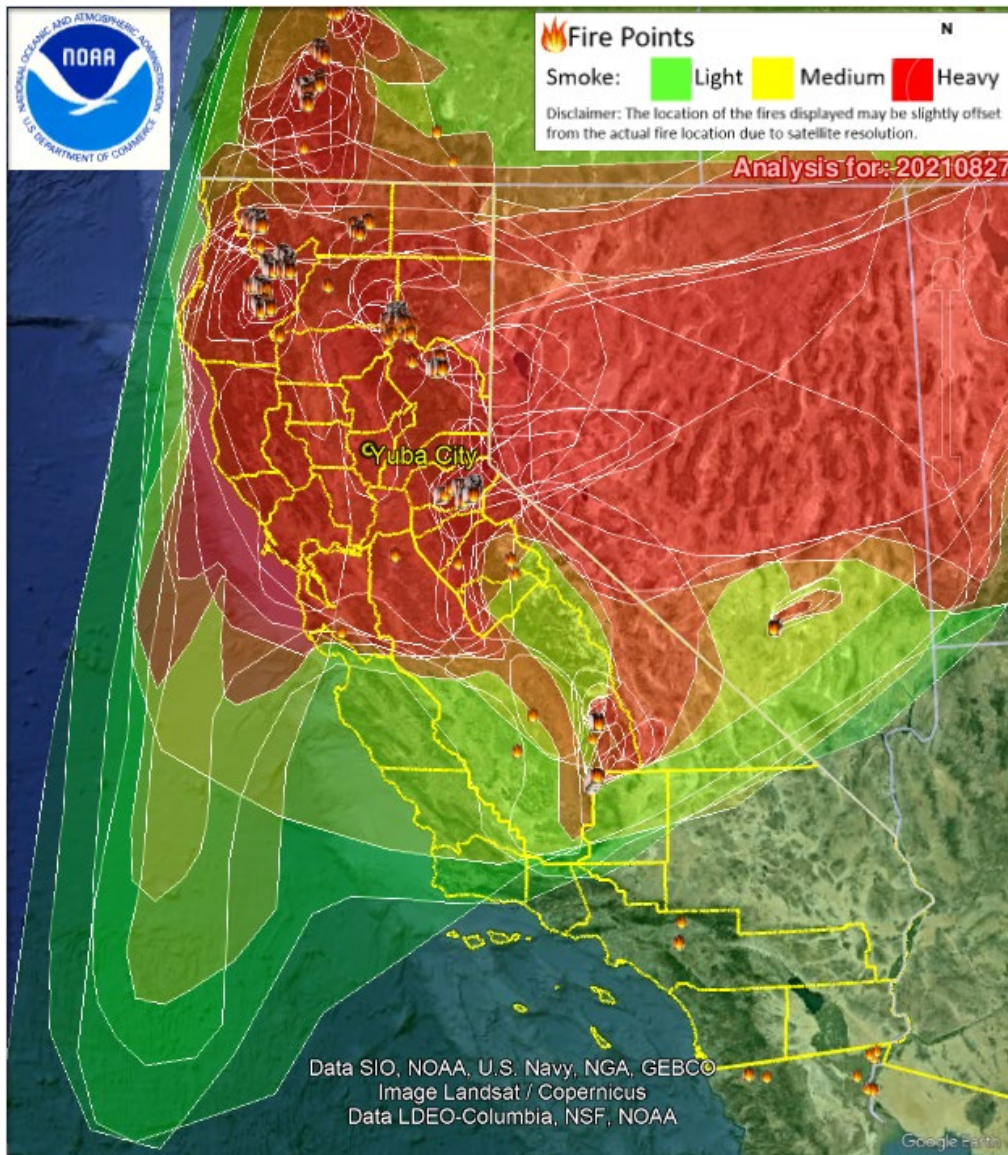 NATIONAL OCEANIC AND ATMOSPHERIC ADMINISTRATION
NOAA
U.S. DEPARTMENT OF COMMERCE
Fire Points
N
Smoke: Light Medium Heavy
Disclaimer: The location of the fires displayed may be slightly offset
from the actual fire location due to satellite resolution.
Analysis for: 20210827
Yuba City
Data SIO, NOAA, U.S. Navy, NGA, GEBCO
Image Landsat / Copernicus
Data LDEO-Columbia, NSF, NOAA
Google Earth